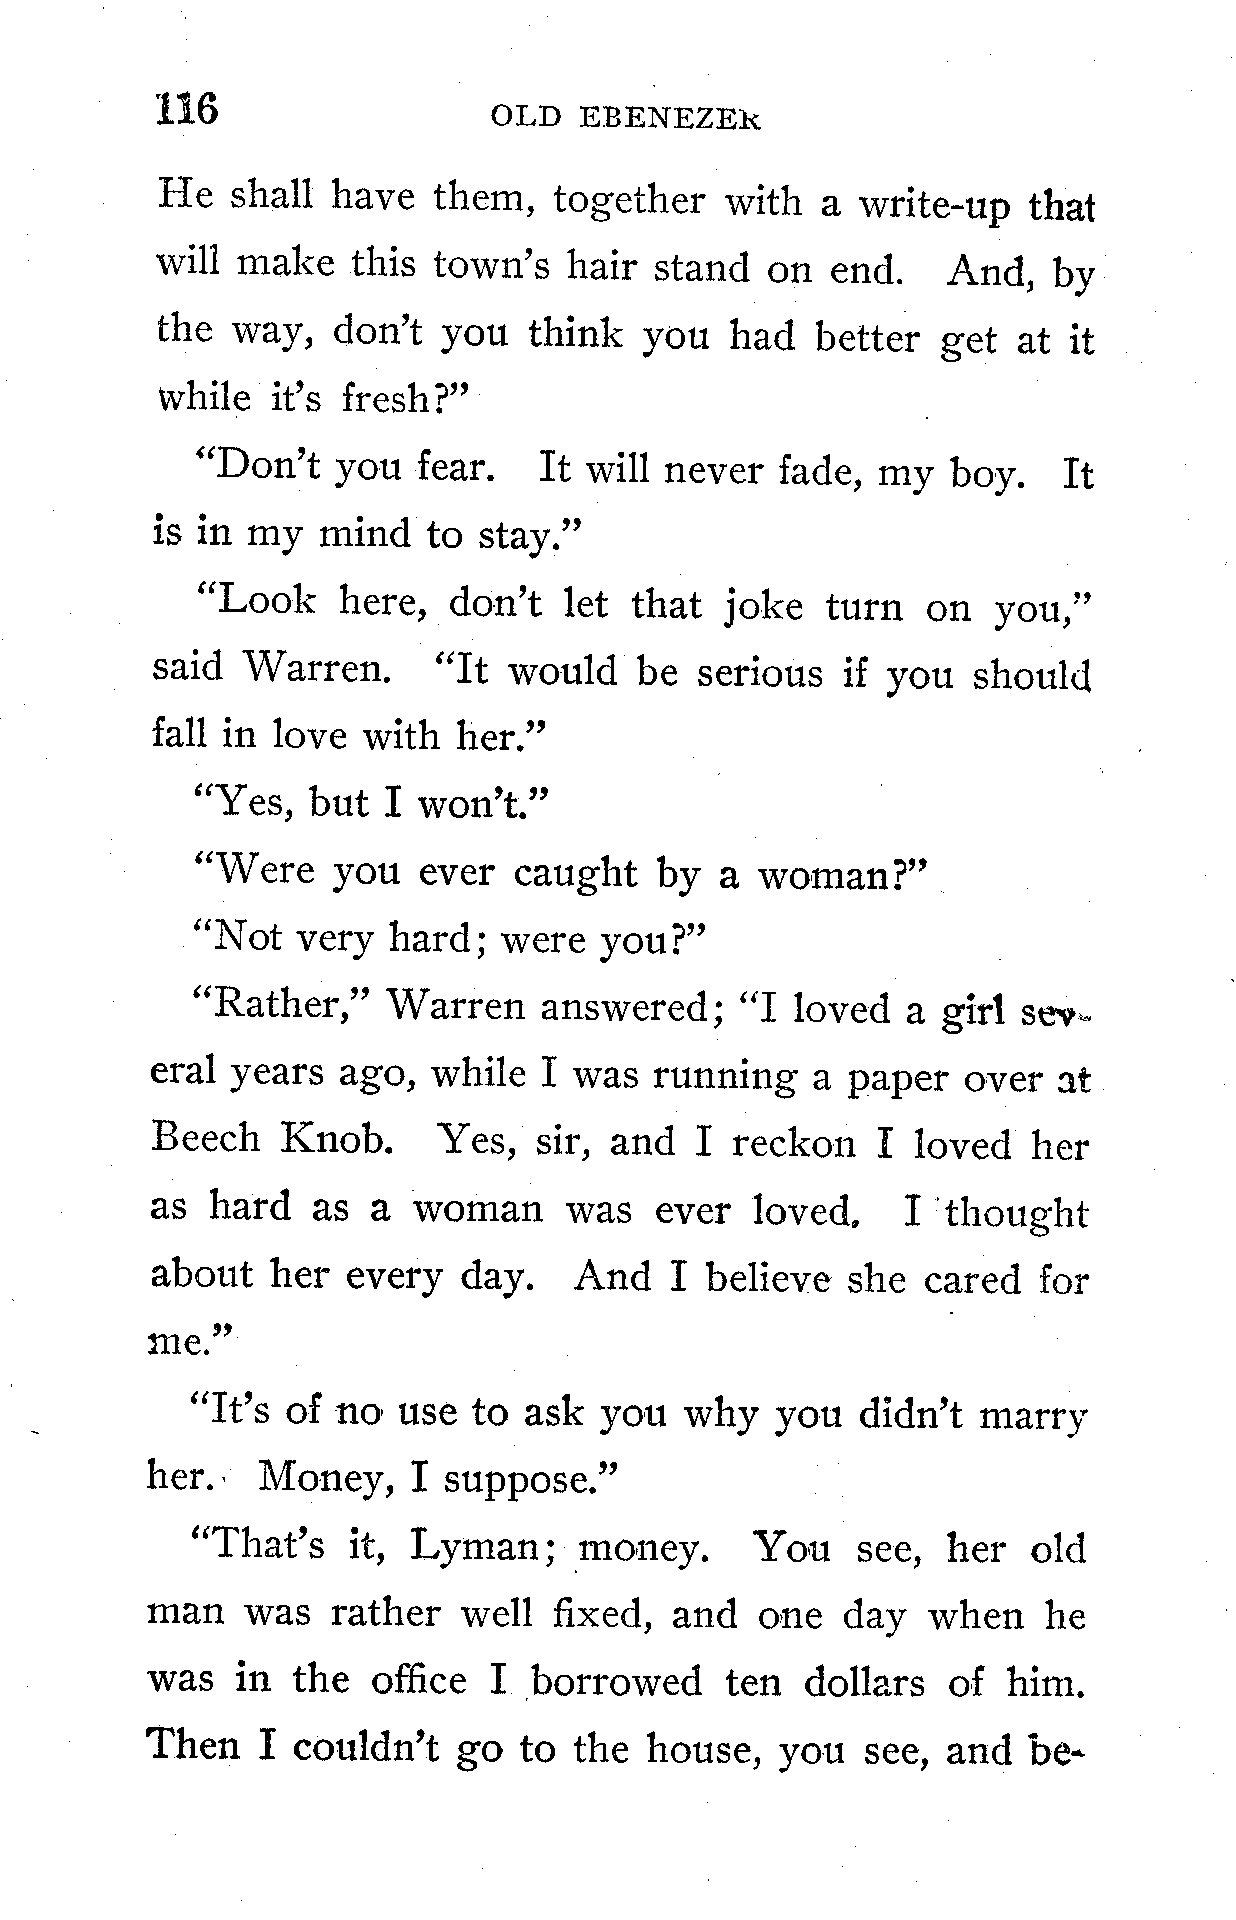 116 OLD EBENEZER
He shall have them, together with a write-up that
will make this town's hair stand on end. And, by
the way, don't you think you had better get at it
while it's fresh?"
"Don't you fear. It will never fade, my boy. It
is in my mind to stay."
"Look here, don't let that joke turn on you,"
said Warren. "It would be serious if you should
fall in love with her."
"Yes, but I won't."
"Were you ever caught by a woman?"
"Not very hard; were you?"
"Rather," Warren answered; "I loved a girl sev-
eral years ago, while I was running a paper over at
Beech Knob. Yes, sir, and I reckon I loved her
as hard as a woman was ever loved. I thought
about her every day. And I believe she cared for
me."
"It's of no use to ask you why you didn't marry
her. Money, I suppose."
"That's it, Lyman; money. You see, her old
man was rather well fixed, and one day when he
was in the office I borrowed ten dollars of him.
Then I couldn't go to the house, you see, and be-